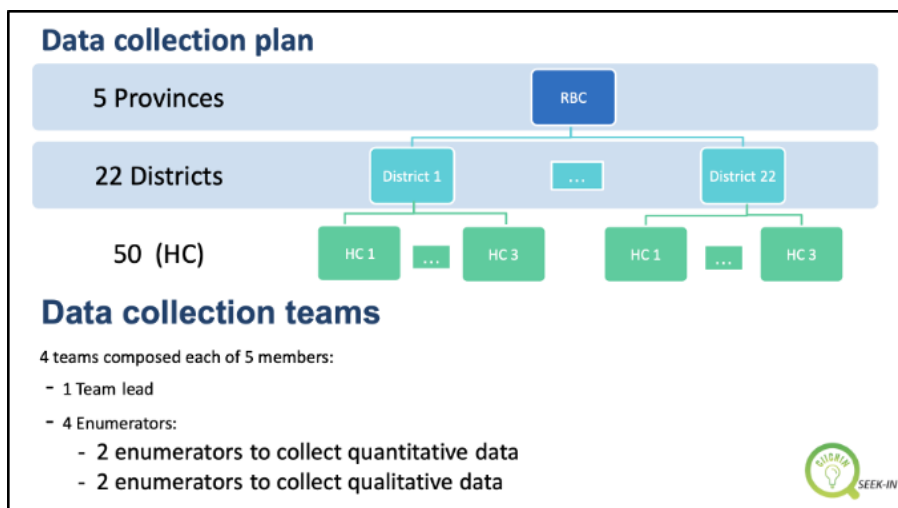 Data collection plan
5 Provinces
RBC
22 Districts
District 1
...
District 22
50 (HC)
HC 1
...
HC 3
HC 1
...
HC 3
Data collection teams
4 teams composed each of 5 members:
- 1 Team lead
- 4 Enumerators:
- 2 enumerators to collect quantitative data
- 2 enumerators to collect qualitative data
SEEK-IN